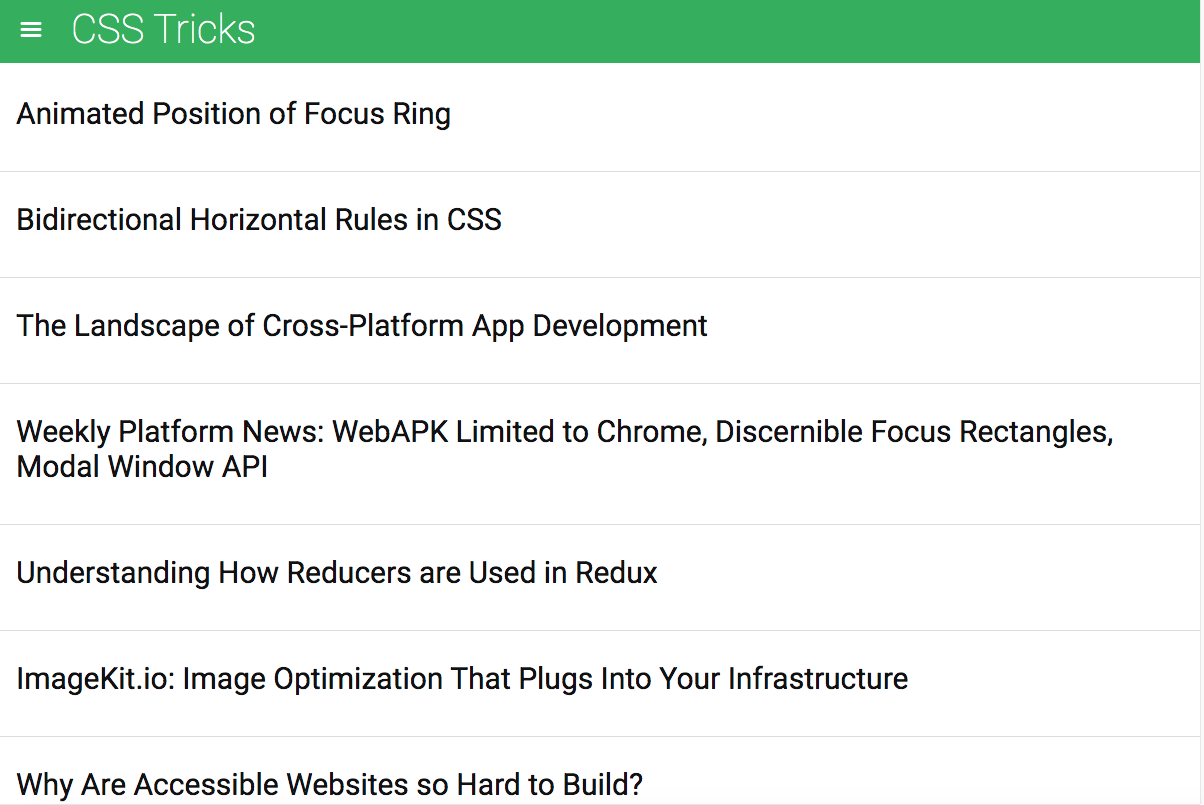 CSS Tricks
Animated Position of Focus Ring
Bidirectional Horizontal Rules in CSS
The Landscape of Cross-Platform App Development
Weekly Platform News: WebAPK Limited to Chrome, Discernible Focus Rectangles,
Modal Window API
Understanding How Reducers are Used in Redux
ImageKit.io: Image Optimization That Plugs Into Your Infrastructure
Why Are Accessible Websites so Hard to Build?